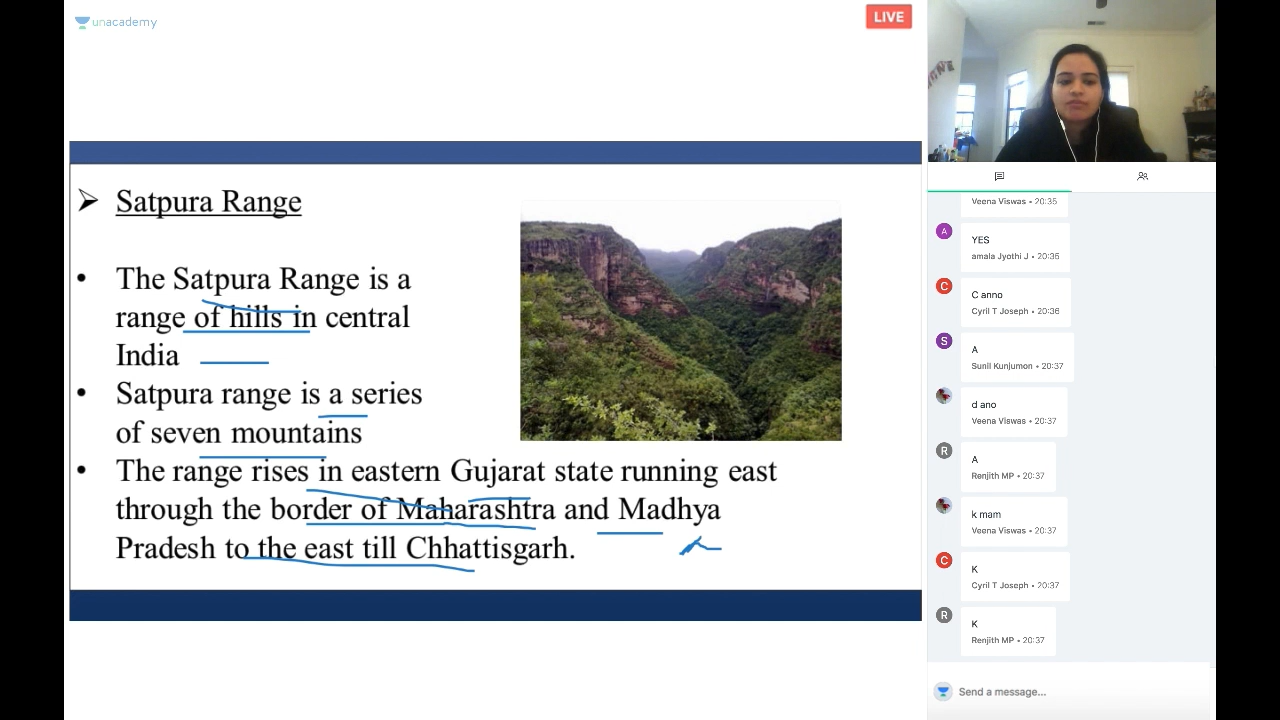 unacademy
LIVE
Satpura Range
• The Satpura Range is a
range of hills in central
India
• Satpura range is a series
of seven mountains
• The range rises in eastern Gujarat state running east
through the border of Maharashtra and Madhya
Pradesh to the east till Chhattisgarh.
Veena Viswas • 20:35
A
YES
amala Jyothi J • 20:36
C
C anno
Cyril T Joseph • 20:36
S
A
Sunil Kunjumon • 20:37
d ano
Veena Viswas • 20:37
R
A
Renjith MP • 20:37
k mam
Veena Viswas • 20:37
C
K
Cyril T Joseph • 20:37
R
K
Renjith MP • 20:37
Send a message...